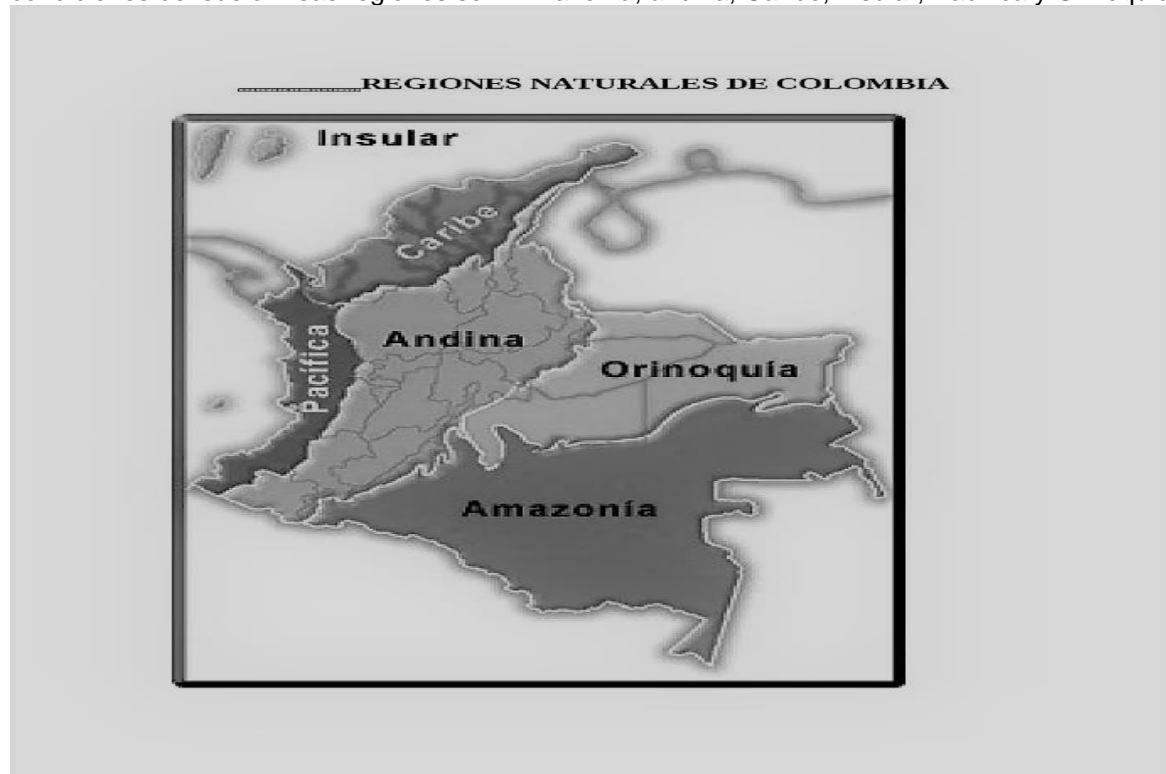 REGIONES NATURALES DE COLOMBIA
Insular
Caribe
Pacífica
Andina
Orinoquía
Amazonía